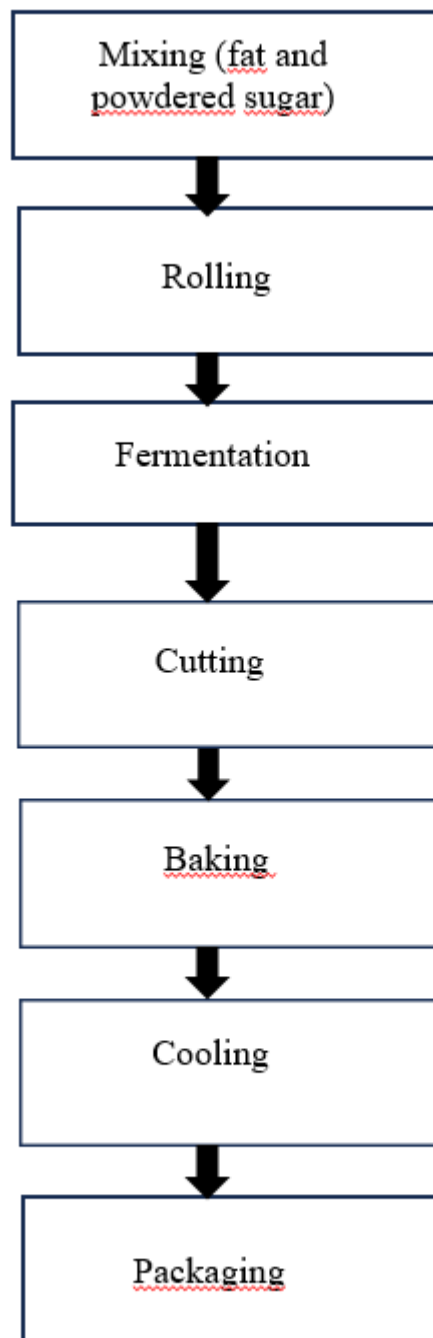 Mixing (fat and
powdered sugar)
Rolling
Fermentation
Cutting
Baking
Cooling
Packaging